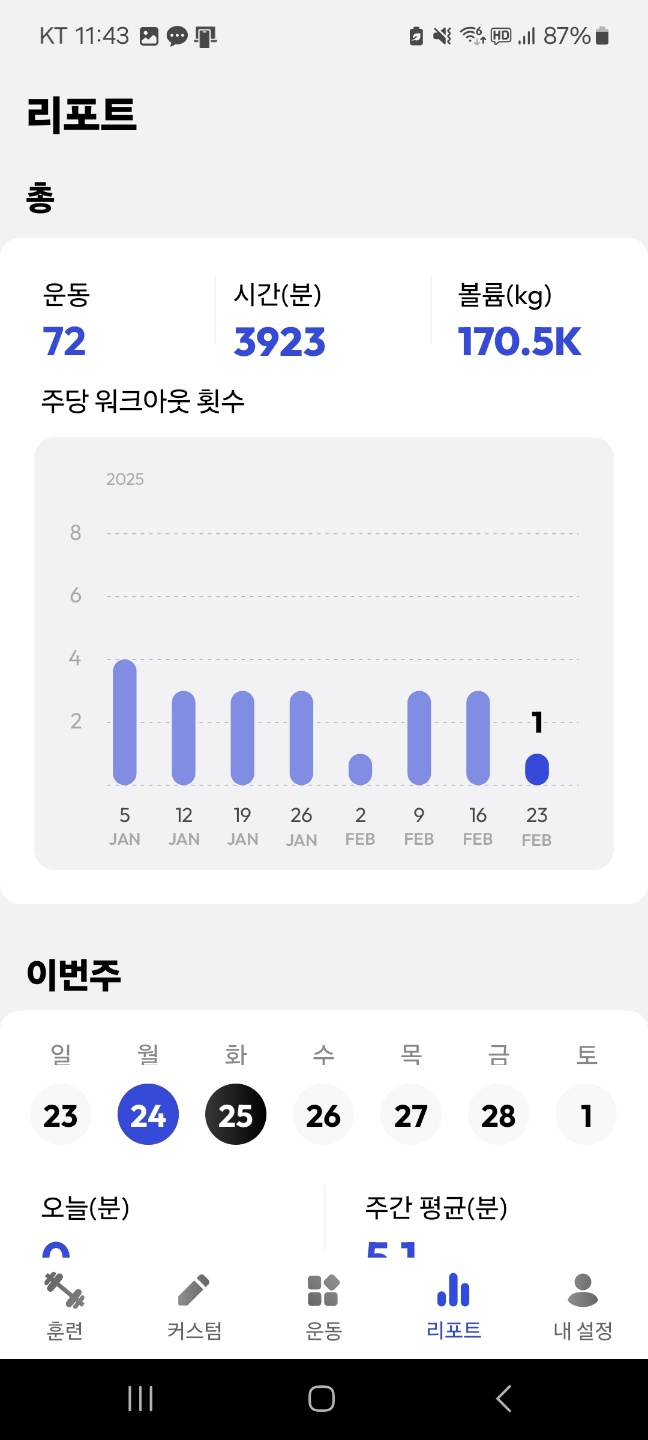 KT 11:43 HD 87%
리포트
총
운동 시간(분) 볼륨(kg)
72 3923 170.5K
주당 워크아웃 횟수
2025
8
6
4
2
1
5 12 19 26 2 9 16 23
JAN JAN JAN JAN FEB FEB FEB FEB
이번주
일 월 화 수 목 금 토
23 24 25 26 27 28 1
오늘(분) 주간 평균(분)
훈련 커스텀 운동 리포트 내 설정